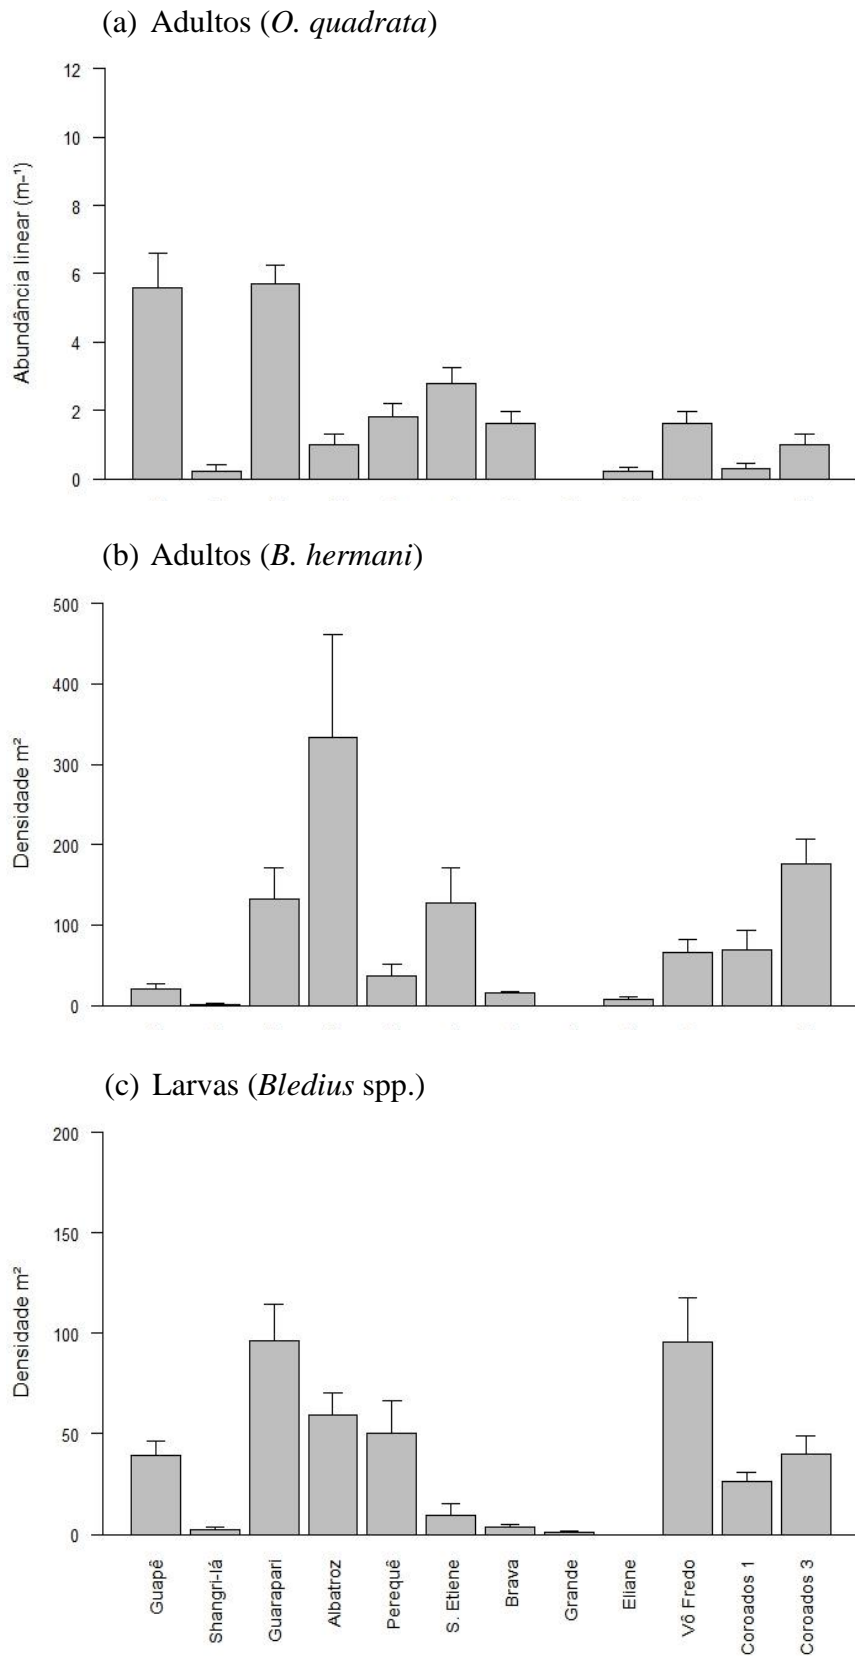 (a) Adultos (O. quadrata)
12
10
8
6
4
2
0
Abundância linear (m-¹)
(b) Adultos (B. hermani)
500
400
300
200
100
0
Densidade m²
(c) Larvas (Bledius spp.)
200
150
100
50
0
Densidade m²
Guapê
Shangri-lá
Guarapari
Albatroz
Perequê
S. Etiene
Brava
Grande
Eliane
Vô Fredo
Coroados 1
Coroados 3